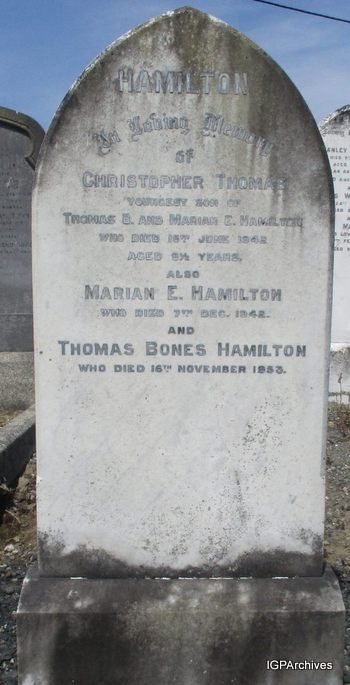 HAMILTON
In Loving Memory
of
CHRISTOPHER THOMAS
YOUNGEST SON OF
THOMAS B. AND MARIAN E. HAMILTON
WHO DIED 16TH JUNE 1942
AGED 6½ YEARS.
ALSO
MARIAN E. HAMILTON
WHO DIED 7TH DEC. 1942.
AND
THOMAS BONES HAMILTON
WHO DIED 16TH NOVEMBER 1953.
IGPArchives